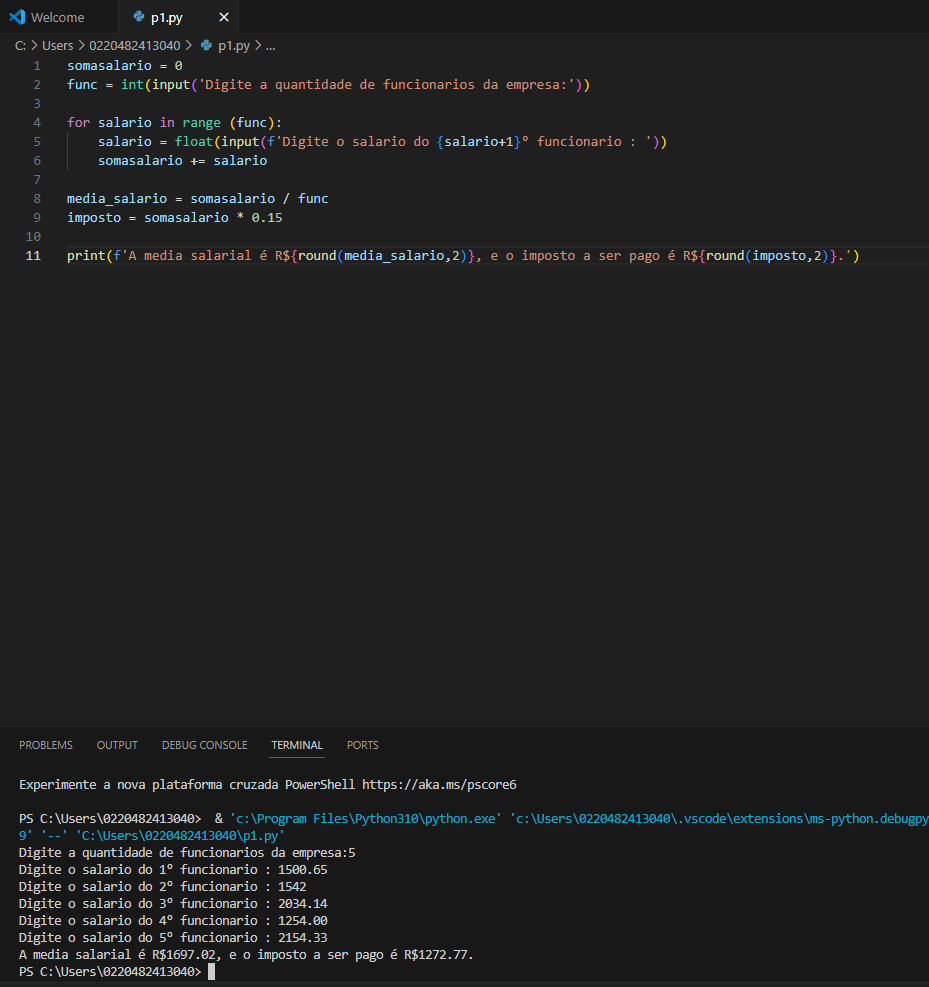 Welcome
p1.py
C: > Users > 0220482413040 > p1.py > ...
1 somasalario = 0
2 func = int(input('Digite a quantidade de funcionarios da empresa:'))
3
4 for salario in range (func):
5     salario = float(input(f'Digite o salario do {salario+1}º funcionario : '))
6     somasalario += salario
7
8 media_salario = somasalario / func
9 imposto = somasalario * 0.15
10
11 print(f'A media salarial é R${round(media_salario,2)}, e o imposto a ser pago é R${round(imposto,2)}.')
PROBLEMS OUTPUT DEBUG CONSOLE TERMINAL PORTS
Experimente a nova plataforma cruzada PowerShell https://aka.ms/pscore6
PS C:\Users\0220482413040>  & 'c:\Program Files\Python310\python.exe' 'c:\Users\0220482413040\.vscode\extensions\ms-python.debugpy
9' '--' 'C:\Users\0220482413040\p1.py'
Digite a quantidade de funcionarios da empresa:5
Digite o salario do 1º funcionario : 1500.65
Digite o salario do 2º funcionario : 1542
Digite o salario do 3º funcionario : 2034.14
Digite o salario do 4º funcionario : 1254.00
Digite o salario do 5º funcionario : 2154.33
A media salarial é R$1697.02, e o imposto a ser pago é R$1272.77.
PS C:\Users\0220482413040>